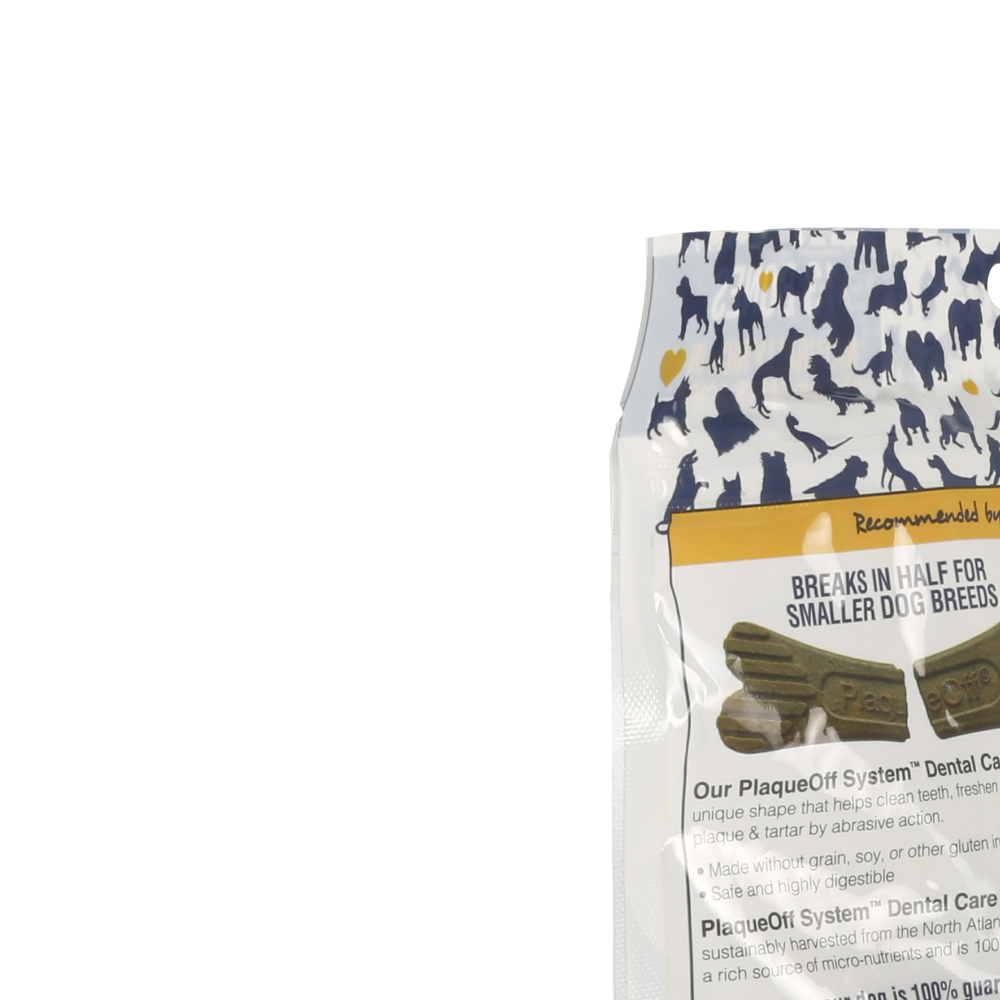 Recommended by
BREAKS IN HALF FOR
SMALLER DOG BREEDS
Plaqu eOff®
Our PlaqueOff System™ Dental Ca
unique shape that helps clean teeth, freshen
plaque & tartar by abrasive action.
• Made without grain, soy, or other gluten in
• Safe and highly digestible
PlaqueOff System™ Dental Care
sustainably harvested from the North Atlan
a rich source of micro-nutrients and is 100
ur dog is 100% guar